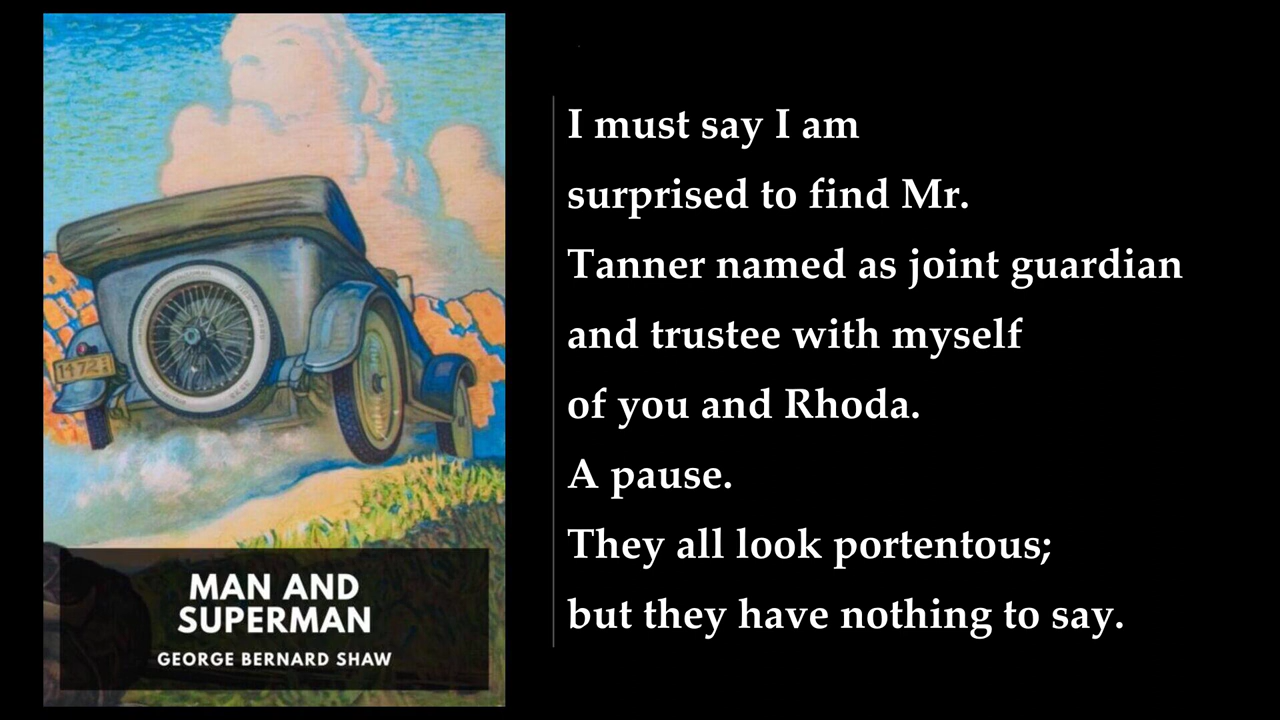 1472
MAN AND
SUPERMAN
GEORGE BERNARD SHAW
I must say I am
surprised to find Mr.
Tanner named as joint guardian
and trustee with myself
of you and Rhoda.
A pause.
They all look portentous;
but they have nothing to say.